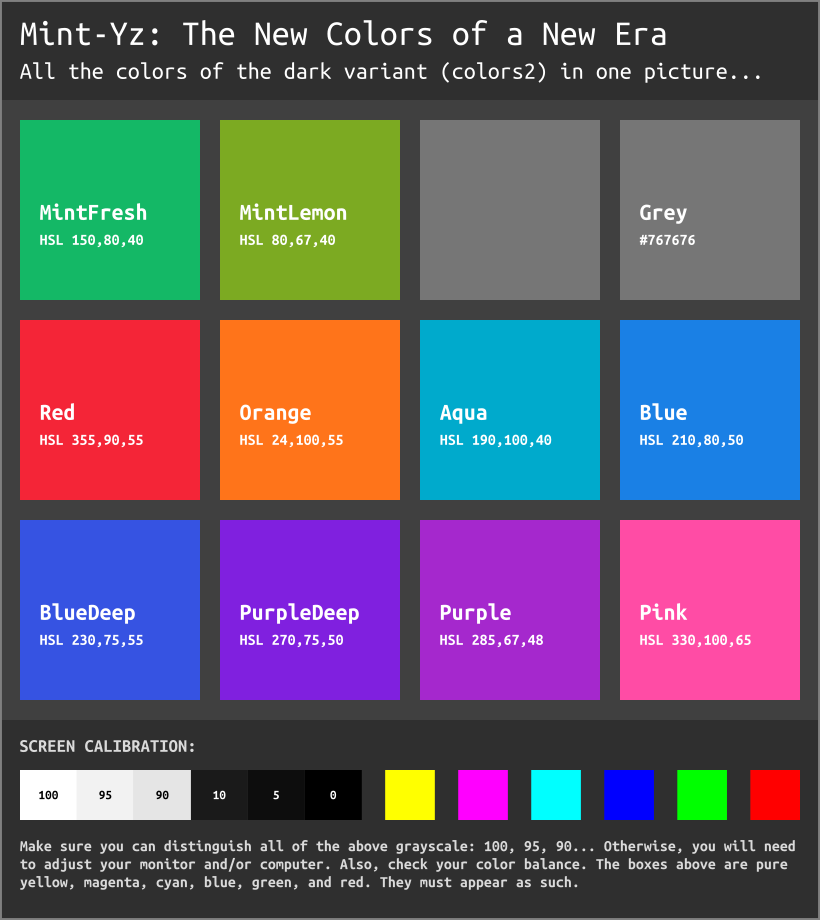 Mint-Yz: The New Colors of a New Era
All the colors of the dark variant (colors2) in one picture...
MintFresh
HSL 150,80,40
MintLemon
HSL 80,67,40
Grey
#767676
Red
HSL 355,90,55
Orange
HSL 24,100,55
Aqua
HSL 190,100,40
Blue
HSL 210,80,50
BlueDeep
HSL 230,75,55
PurpleDeep
HSL 270,75,50
Purple
HSL 285,67,48
Pink
HSL 330,100,65
SCREEN CALIBRATION:
100 95 90 10 5 0
Make sure you can distinguish all of the above grayscale: 100, 95, 90... Otherwise, you will need
to adjust your monitor and/or computer. Also, check your color balance. The boxes above are pure
yellow, magenta, cyan, blue, green, and red. They must appear as such.